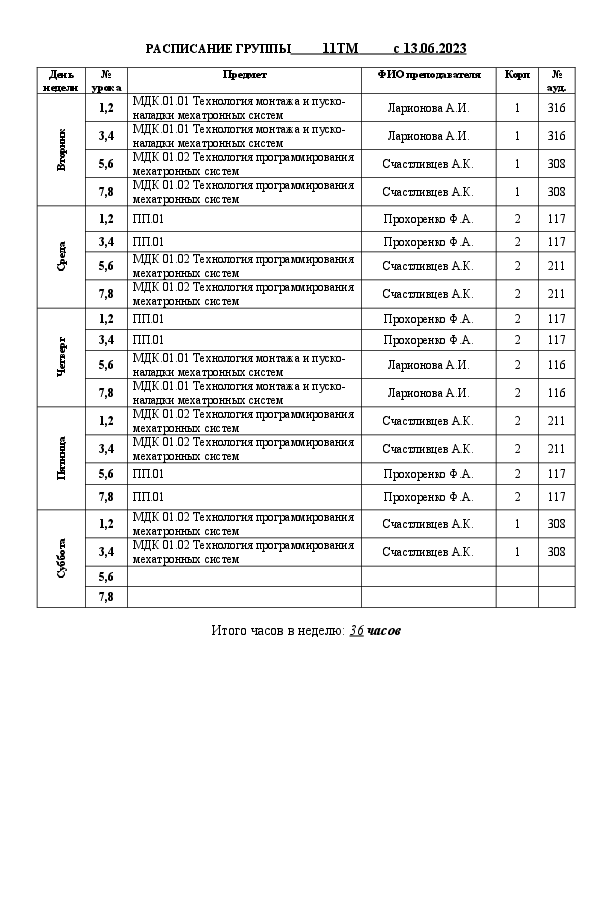 РАСПИСАНИЕ ГРУППЫ 11ТМ с 13.06.2023
День недели № урока Предмет ФИО преподавателя Корп № ауд.
Вторник
1,2 МДК.01.01 Технология монтажа и пуско-
наладки мехатронных систем Ларионова А.И. 1 316
3,4 МДК.01.01 Технология монтажа и пуско-
наладки мехатронных систем Ларионова А.И. 1 316
5,6 МДК 01.02 Технология программирования
мехатронных систем Счастливцев А.К. 1 308
7,8 МДК 01.02 Технология программирования
мехатронных систем Счастливцев А.К. 1 308
Среда
1,2 ПП.01 Прохоренко Ф.А. 2 117
3,4 ПП.01 Прохоренко Ф.А. 2 117
5,6 МДК 01.02 Технология программирования
мехатронных систем Счастливцев А.К. 2 211
7,8 МДК 01.02 Технология программирования
мехатронных систем Счастливцев А.К. 2 211
Четверг
1,2 ПП.01 Прохоренко Ф.А. 2 117
3,4 ПП.01 Прохоренко Ф.А. 2 117
5,6 МДК.01.01 Технология монтажа и пуско-
наладки мехатронных систем Ларионова А.И. 2 116
7,8 МДК.01.01 Технология монтажа и пуско-
наладки мехатронных систем Ларионова А.И. 2 116
Пятница
1,2 МДК 01.02 Технология программирования
мехатронных систем Счастливцев А.К. 2 211
3,4 МДК 01.02 Технология программирования
мехатронных систем Счастливцев А.К. 2 211
5,6 ПП.01 Прохоренко Ф.А. 2 117
7,8 ПП.01 Прохоренко Ф.А. 2 117
Суббота
1,2 МДК 01.02 Технология программирования
мехатронных систем Счастливцев А.К. 1 308
3,4 МДК 01.02 Технология программирования
мехатронных систем Счастливцев А.К. 1 308
5,6
7,8
Итого часов в неделю: 36 часов